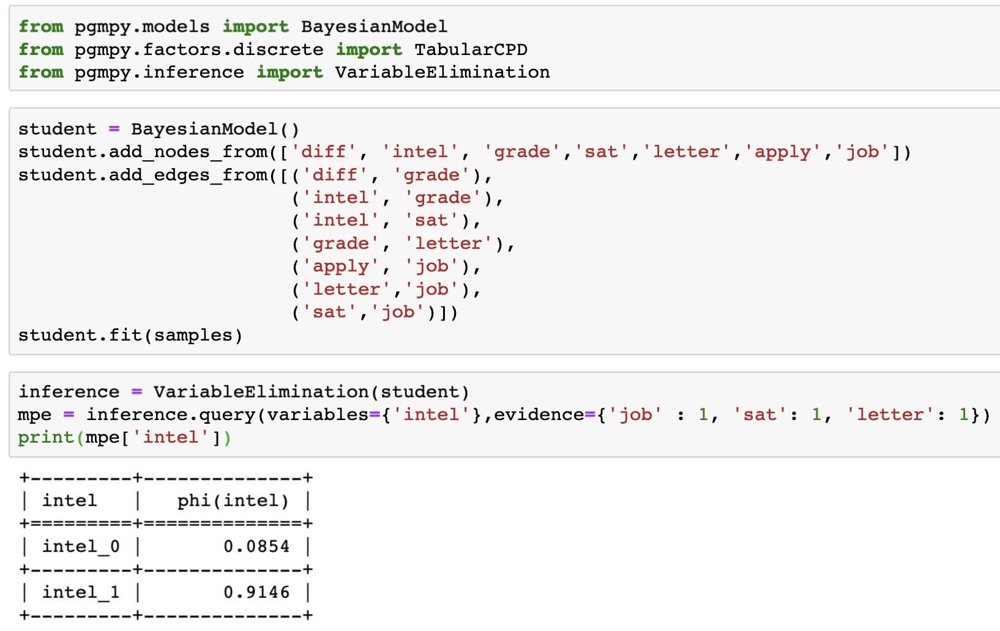 from pgmpy.models import BayesianModel
from pgmpy.factors.discrete import TabularCPD
from pgmpy.inference import VariableElimination
student = BayesianModel()
student.add_nodes_from(['diff', 'intel', 'grade','sat','letter','apply','job'])
student.add_edges_from([('diff', 'grade'),
                        ('intel', 'grade'),
                        ('intel', 'sat'),
                        ('grade', 'letter'),
                        ('apply', 'job'),
                        ('letter','job'),
                        ('sat','job')])
student.fit(samples)
inference = VariableElimination(student)
mpe = inference.query(variables={'intel'},evidence={'job' : 1, 'sat': 1, 'letter': 1})
print(mpe['intel'])
+---------+--------------+
| intel   |   phi(intel) |
+=========+==============+
| intel_0 |       0.0854 |
+---------+--------------+
| intel_1 |       0.9146 |
+---------+--------------+